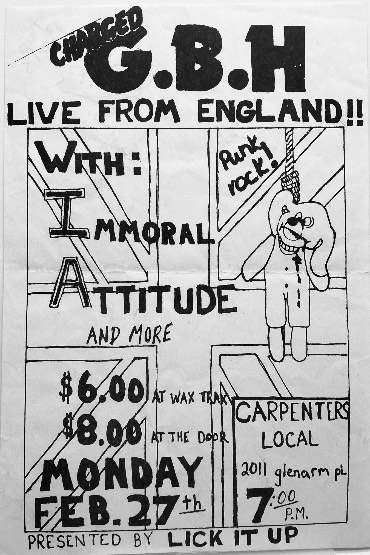 CHARGED
G.B.H
LIVE FROM ENGLAND!!
WITH:
Punk
rock!
IMMORAL
ATTITUDE
AND MORE
$6.00 AT WAX TRAX
$8.00 AT THE DOOR
MONDAY
FEB. 27th
CARPENTERS
LOCAL
2011 glenarm pl
7:00
P.M.
PRESENTED BY LICK IT UP